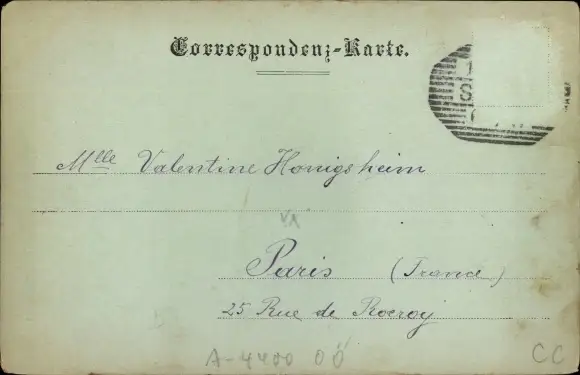 Correspondenz-Karte.
Mlle Valentine Honigsheim
Paris (France)
25 Rue de Rocroy
A-4400 OÖ
CC